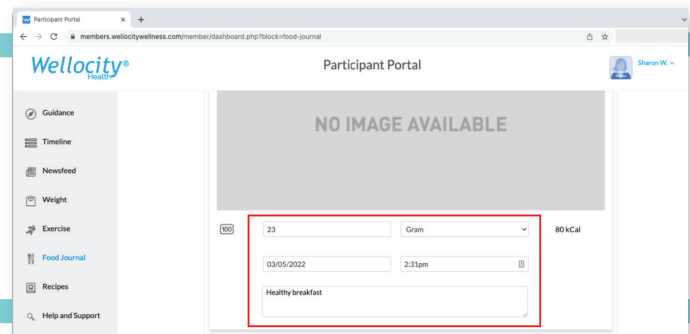 Participant Portal
members.wellocitywellness.com/member/dashboard.php?block=food-journal
Wellocity®
Health
Participant Portal
Sharon W.
Guidance
Timeline
Newsfeed
Weight
Exercise
Food Journal
Recipes
Help and Support
NO IMAGE AVAILABLE
100
23
Gram
80 kCal
03/05/2022
2:31pm
Healthy breakfast